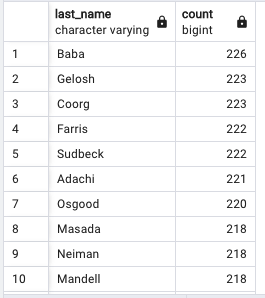 last_name count
character varying bigint
1 Baba 226
2 Gelosh 223
3 Coorg 223
4 Farris 222
5 Sudbeck 222
6 Adachi 221
7 Osgood 220
8 Masada 218
9 Neiman 218
10 Mandell 218